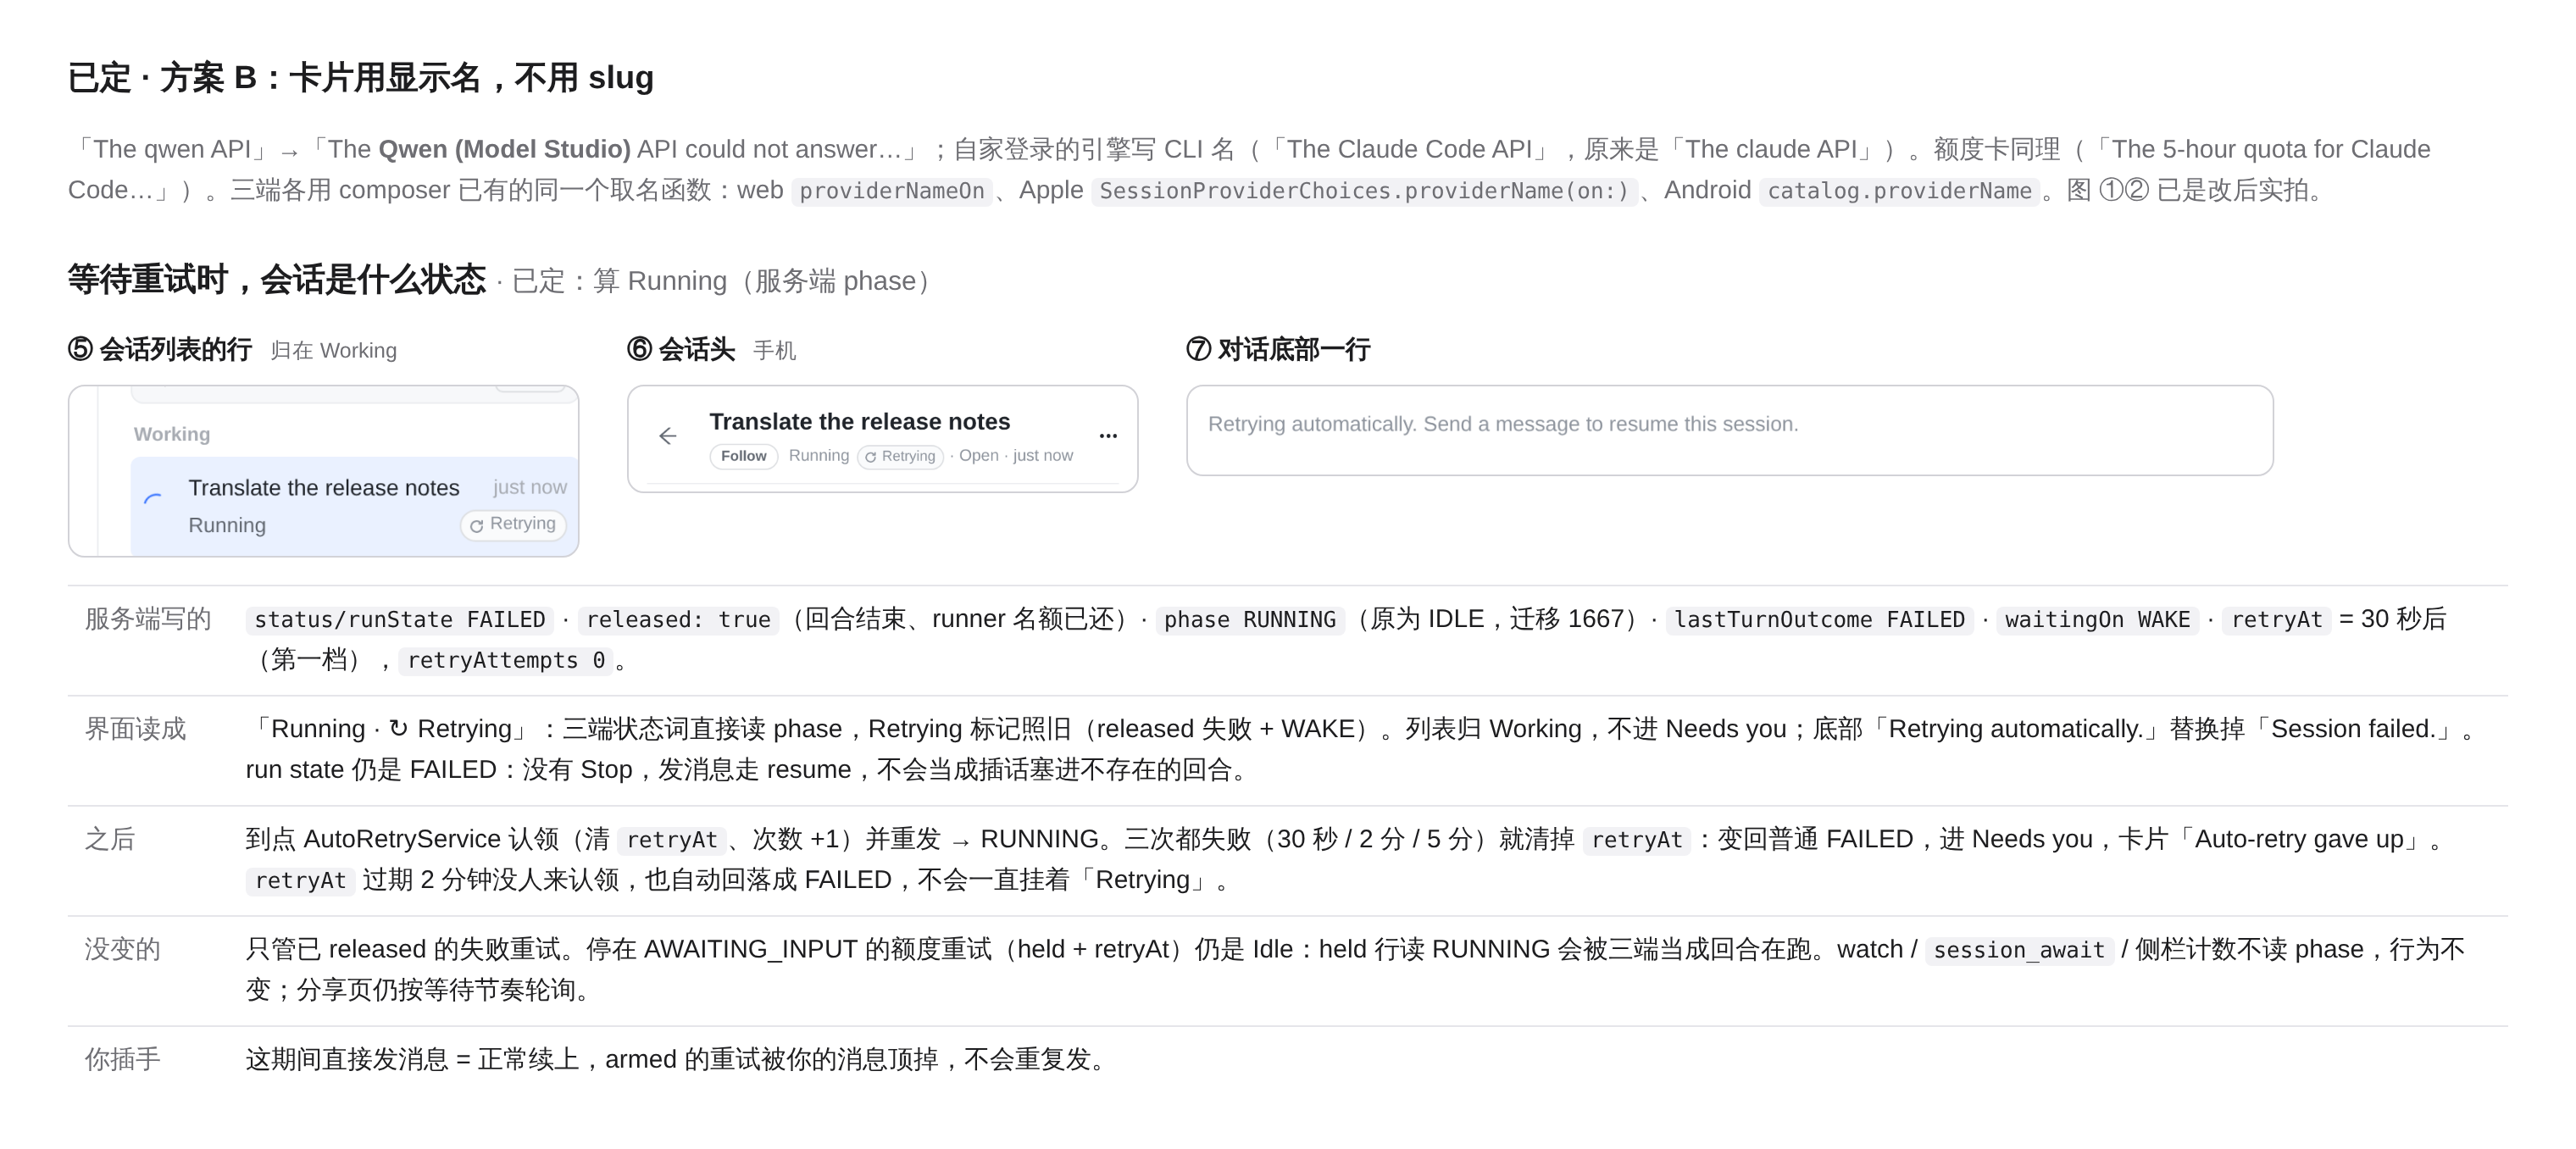 已定 · 方案 B：卡片用显示名，不用 slug
「The qwen API」→「The Qwen (Model Studio) API could not answer…」；自家登录的引擎写 CLI 名（「The Claude Code API」，原来是「The claude API」）。额度卡同理（「The 5-hour quota for Claude
Code…」）。三端各用 composer 已有的同一个取名函数：web providerNameOn、Apple SessionProviderChoices.providerName(on:)、Android catalog.providerName。图 ①② 已是改后实拍。
等待重试时，会话是什么状态 · 已定：算 Running（服务端 phase）
⑤ 会话列表的行 归在 Working
Working
Translate the release notes just now
Running Retrying
⑥ 会话头 手机
Translate the release notes
Follow Running Retrying · Open · just now
⑦ 对话底部一行
Retrying automatically. Send a message to resume this session.
服务端写的 status/runState FAILED · released: true（回合结束、runner 名额已还）· phase RUNNING（原为 IDLE，迁移 1667）· lastTurnOutcome FAILED · waitingOn WAKE · retryAt = 30 秒后
（第一档），retryAttempts 0。
界面读成 「Running · ↻ Retrying」：三端状态词直接读 phase，Retrying 标记照旧（released 失败 + WAKE）。列表归 Working，不进 Needs you；底部「Retrying automatically.」替换掉「Session failed.」。
run state 仍是 FAILED：没有 Stop，发消息走 resume，不会当成插话塞进不存在的回合。
之后 到点 AutoRetryService 认领（清 retryAt、次数 +1）并重发 → RUNNING。三次都失败（30 秒 / 2 分 / 5 分）就清掉 retryAt：变回普通 FAILED，进 Needs you，卡片「Auto-retry gave up」。
retryAt 过期 2 分钟没人来认领，也自动回落成 FAILED，不会一直挂着「Retrying」。
没变的 只管已 released 的失败重试。停在 AWAITING_INPUT 的额度重试（held + retryAt）仍是 Idle：held 行读 RUNNING 会被三端当成回合在跑。watch / session_await / 侧栏计数不读 phase，行为不
变；分享页仍按等待节奏轮询。
你插手 这期间直接发消息 = 正常续上，armed 的重试被你的消息顶掉，不会重复发。